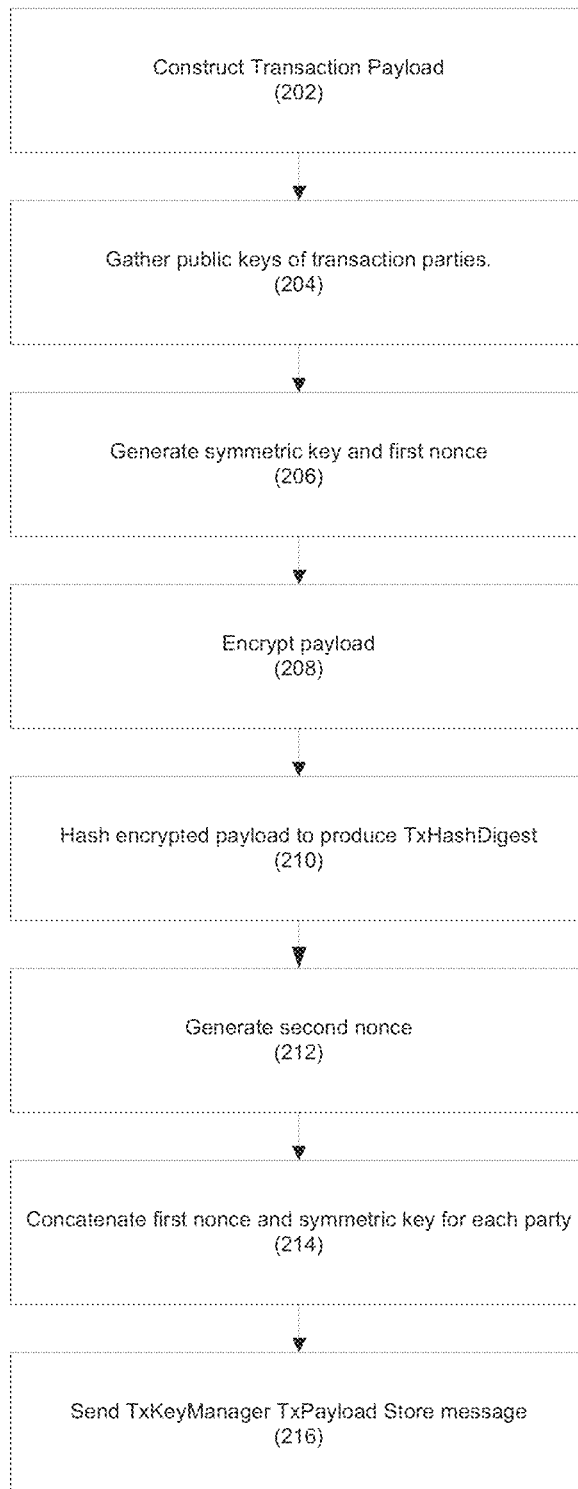 Construct Transaction Payload
(202)
Gather public keys of transaction parties.
(204)
Generate symmetric key and first nonce
(206)
Encrypt payload
(208)
Hash encrypted payload to produce TxHashDigest
(210)
Generate second nonce
(212)
Concatenate first nonce and symmetric key for each party
(214)
Send TxKeyManager TxPayload Store message
(216)